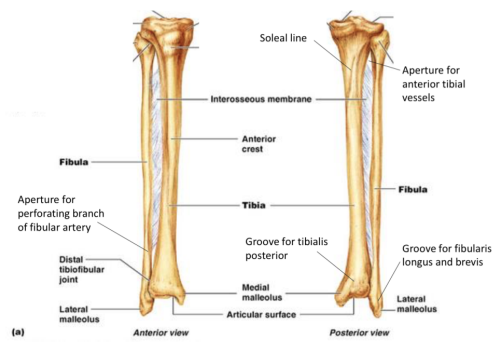 Soleal line
Aperture for
anterior tibial
vessels
Interosseous membrane
Anterior
crest
Fibula
Fibula
Aperture for
perforating branch
of fibular artery
Tibia
Groove for tibialis
posterior
Groove for fibularis
longus and brevis
Distal
tibiofibular
joint
Medial
malleolus
Lateral
malleolus
Lateral
malleolus
Articular surface
(a)
Anterior view
Posterior view